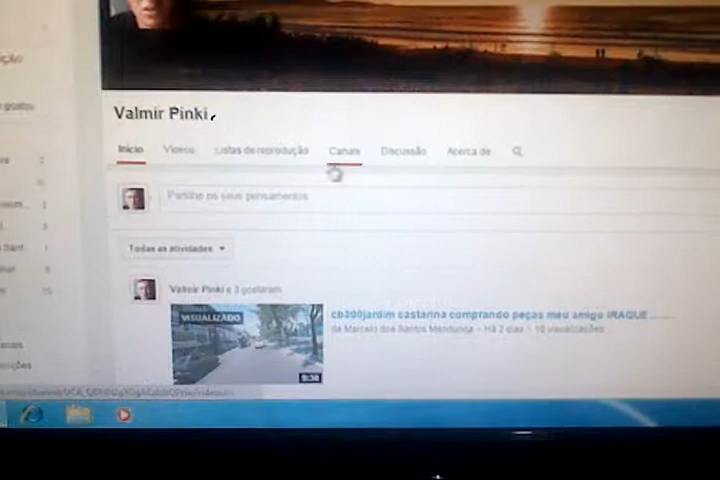 Valmir Pinki
Início Vídeos Listas de reprodução Canais Discussão Acerca de
Partilhe os seus pensamentos
Todas as atividades
Valmir Pinki e 3 gostaram
VISUALIZADO
cb300jardim castarina comprando peças meu amigo IRAQUE
de Marcelo dos Santos Mendonça - Há 2 dias - 10 visualizações
9:38